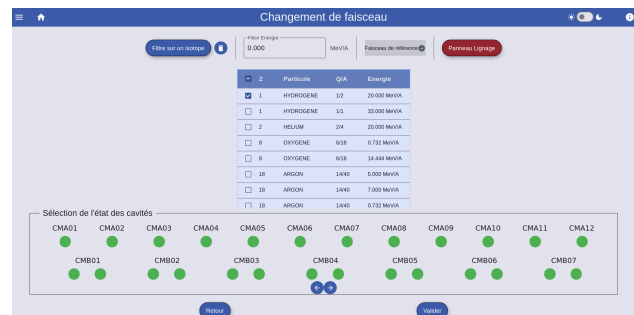 Changement de faisceau
Filtre sur un isotope
Filtre Energie
0.000
MeV/A
Faisceau de référence
Panneau Lignage
Z Particule Q/A Energie
1 HYDROGENE 1/2 20.000 MeV/A
1 HYDROGENE 1/1 33.000 MeV/A
2 HELIUM 2/4 20.000 MeV/A
8 OXYGENE 6/18 0.732 MeV/A
8 OXYGENE 6/18 14.444 MeV/A
18 ARGON 14/40 5.000 MeV/A
18 ARGON 14/40 7.000 MeV/A
18 ARGON 14/40 0.732 MeV/A
Sélection de l'état des cavités
CMA01 CMA02 CMA03 CMA04 CMA05 CMA06 CMA07 CMA08 CMA09 CMA10 CMA11 CMA12
CMB01 CMB02 CMB03 CMB04 CMB05 CMB06 CMB07
Retour
Valider